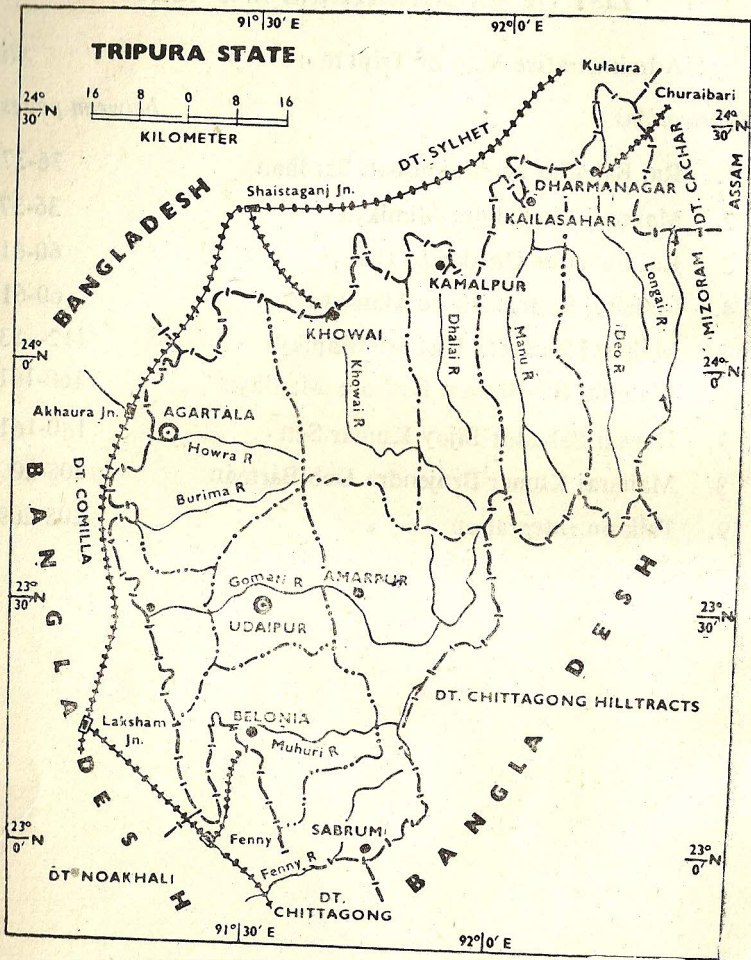 91° 30′ E
92° 0′ E
TRIPURA STATE
16 8 0 8 16
KILOMETER
24° 30′ N
Kulaura
Churaibari
24° 30′ N
DT. SYLHET
DT. CACHAR
ASSAM
Shaistaganj Jn.
DHARMANAGAR
KAILASAHAR
BANGLADESH
KAMALPUR
Longai R.
MIZORAM
KHOWAI
Dhalai R
Manu R
Deo R
Khowai R
24° 0′ N
24° 0′ N
Akhaura Jn.
AGARTALA
Howra R
Burima R
DT. COMILLA
BANGLADESH
23° 30′ N
Gomati R
AMARPUR
UDAIPUR
23° 30′ N
DT. CHITTAGONG HILLTRACTS
Laksham
Jn.
BELONIA
Muhuri R
BANGLADESH
23° 0′ N
Fenny
SABRUM
Fenny R
23° 0′ N
DT NOAKHALI
DT.
CHITTAGONG
91° 30′ E
92° 0′ E